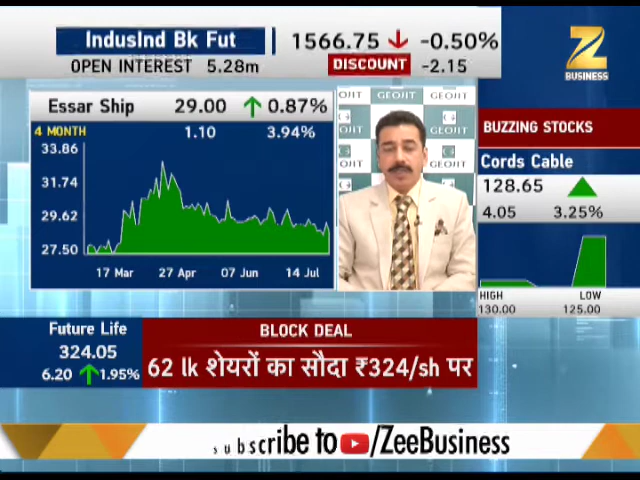 IndusInd Bk Fut
1566.75 -0.50%
OPEN INTEREST 5.28m
DISCOUNT -2.15
Z
BUSINESS
Essar Ship 29.00 0.87%
4 MONTH 1.10 3.94%
33.86
31.74
29.62
27.50
17 Mar 27 Apr 07 Jun 14 Jul
OJIT GEOJIT GEOJIT
GEOJIT
BUZZING STOCKS
Cords Cable
128.65
4.05 3.25%
HIGH LOW
130.00 125.00
Future Life
324.05
6.20 1.95%
BLOCK DEAL
62 lk शेयरों का सौदा ₹324/sh पर
subscribe to /ZeeBusiness